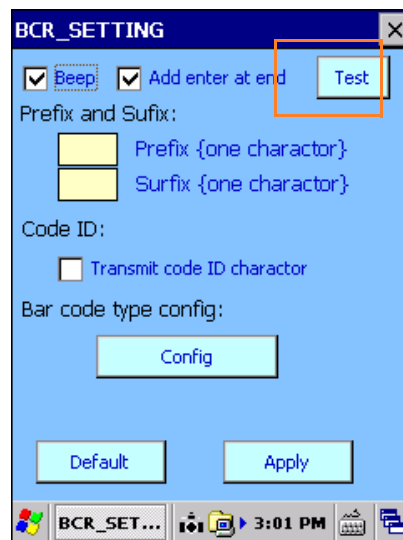 BCR_SETTING
Beep Add enter at end Test
Prefix and Sufix:
Prefix {one charactor}
Surfix {one charactor}
Code ID:
Transmit code ID charactor
Bar code type config:
Config
Default Apply
BCR_SET... 3:01 PM